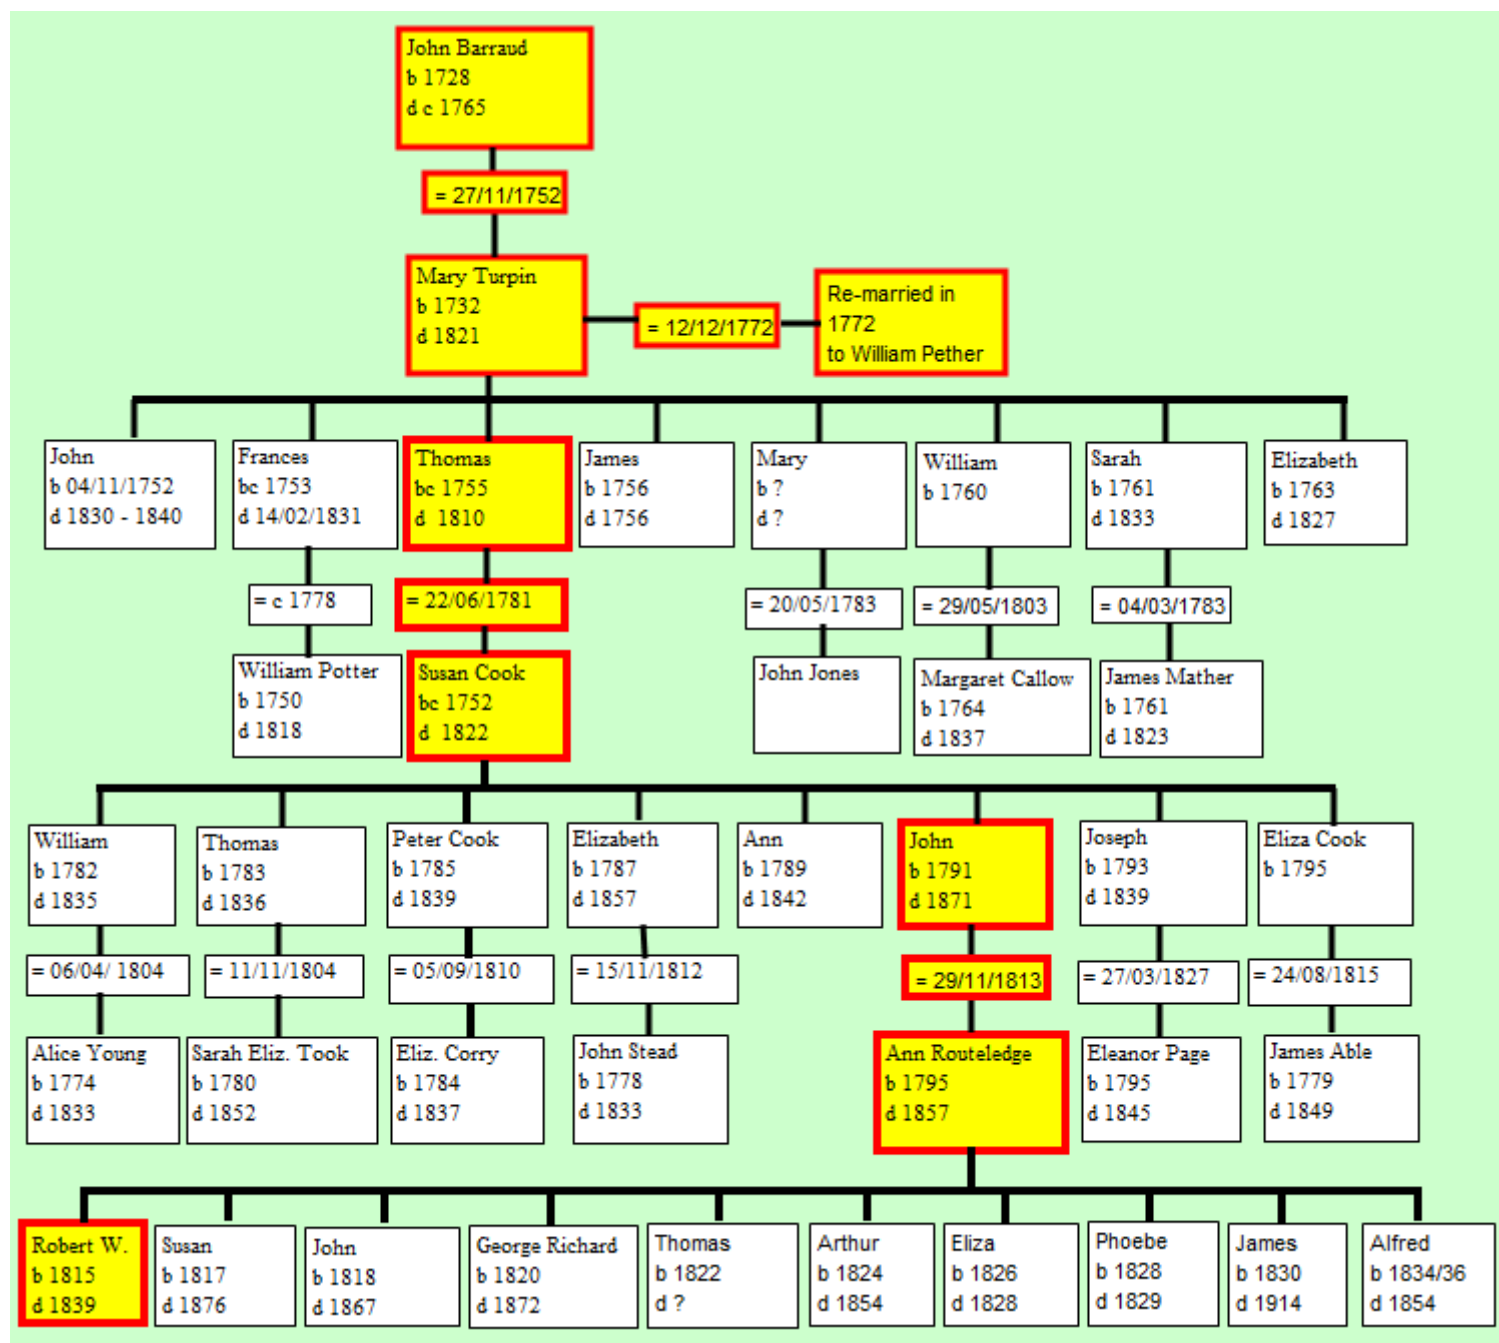 John Barraud
b 1728
d c 1765
= 27/11/1752
Mary Turpin
b 1732
d 1821
= 12/12/1772
Re-married in
1772
to William Pether
John
b 04/11/1752
d 1830 - 1840
Frances
bc 1753
d 14/02/1831
Thomas
bc 1755
d 1810
James
b 1756
d 1756
Mary
b ?
d ?
William
b 1760
Sarah
b 1761
d 1833
Elizabeth
b 1763
d 1827
= c 1778
= 22/06/1781
= 20/05/1783
= 29/05/1803
= 04/03/1783
William Potter
b 1750
d 1818
Susan Cook
bc 1752
d 1822
John Jones
Margaret Callow
b 1764
d 1837
James Mather
b 1761
d 1823
William
b 1782
d 1835
Thomas
b 1783
d 1836
Peter Cook
b 1785
d 1839
Elizabeth
b 1787
d 1857
Ann
b 1789
d 1842
John
b 1791
d 1871
Joseph
b 1793
d 1839
Eliza Cook
b 1795
= 06/04/ 1804
= 11/11/1804
= 05/09/1810
= 15/11/1812
= 29/11/1813
= 27/03/1827
= 24/08/1815
Alice Young
b 1774
d 1833
Sarah Eliz. Took
b 1780
d 1852
Eliz. Corry
b 1784
d 1837
John Stead
b 1778
d 1833
Ann Routeledge
b 1795
d 1857
Eleanor Page
b 1795
d 1845
James Able
b 1779
d 1849
Robert W.
b 1815
d 1839
Susan
b 1817
d 1876
John
b 1818
d 1867
George Richard
b 1820
d 1872
Thomas
b 1822
d ?
Arthur
b 1824
d 1854
Eliza
b 1826
d 1828
Phoebe
b 1828
d 1829
James
b 1830
d 1914
Alfred
b 1834/36
d 1854